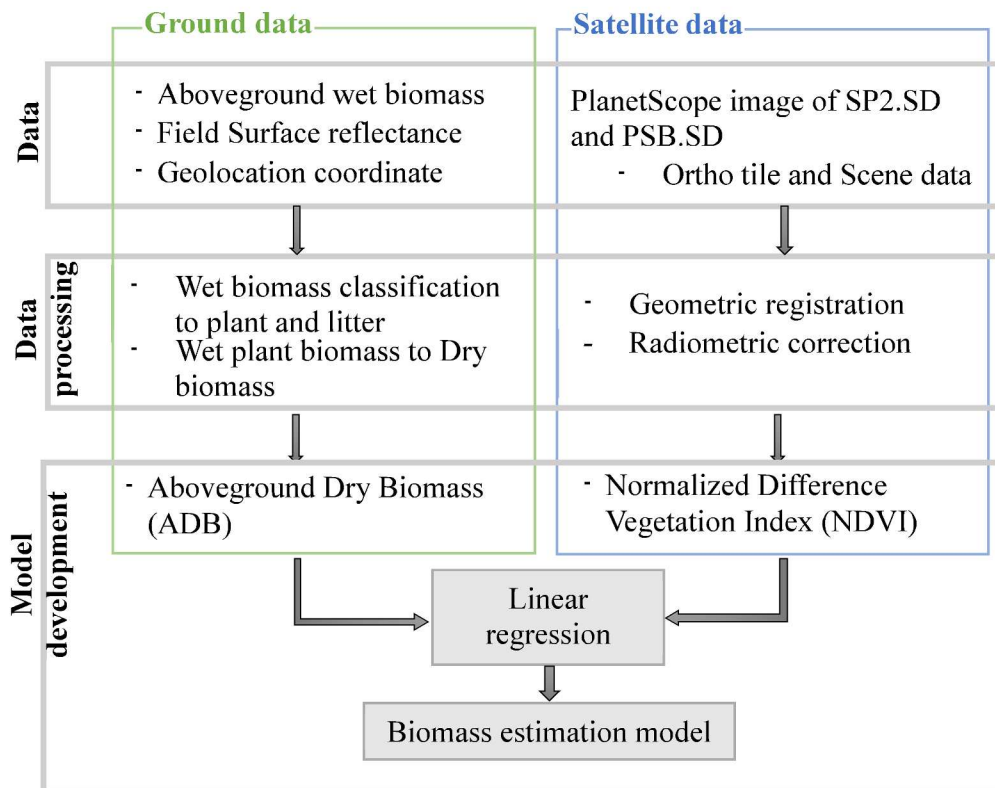 Ground data
Satellite data
Data
- Aboveground wet biomass
- Field Surface reflectance
- Geolocation coordinate
PlanetScope image of SP2.SD
and PSB.SD
- Ortho tile and Scene data
Data
processing
- Wet biomass classification
to plant and litter
- Wet plant biomass to Dry
biomass
- Geometric registration
- Radiometric correction
Model
development
- Aboveground Dry Biomass
(ADB)
- Normalized Difference
Vegetation Index (NDVI)
Linear
regression
Biomass estimation model